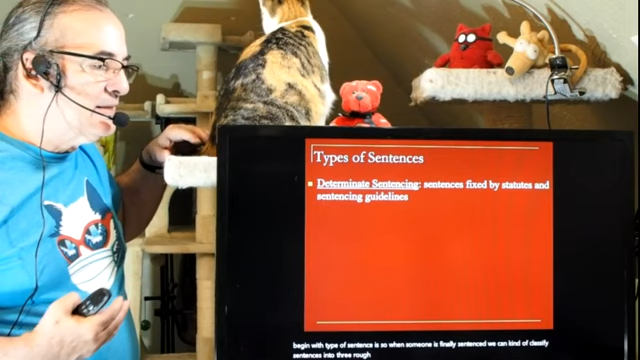 Types of Sentences
Determinate Sentencing: sentences fixed by statutes and
sentencing guidelines
begin with type of sentence is so when someone is finally sentenced we can kind of classify
sentences into three rough